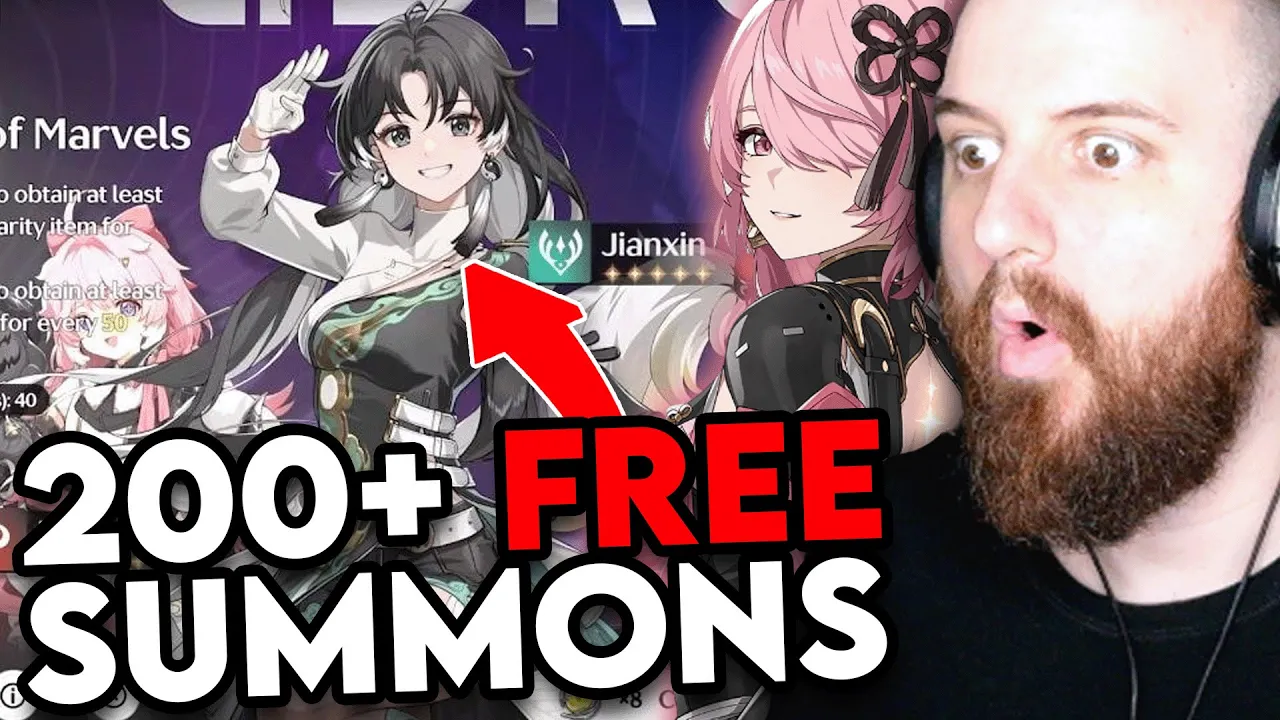 of Marvels
o obtain at least
arity item for
o obtain at least
for every 50
s): 40
Jianxin
200+ FREE
SUMMONS
x8